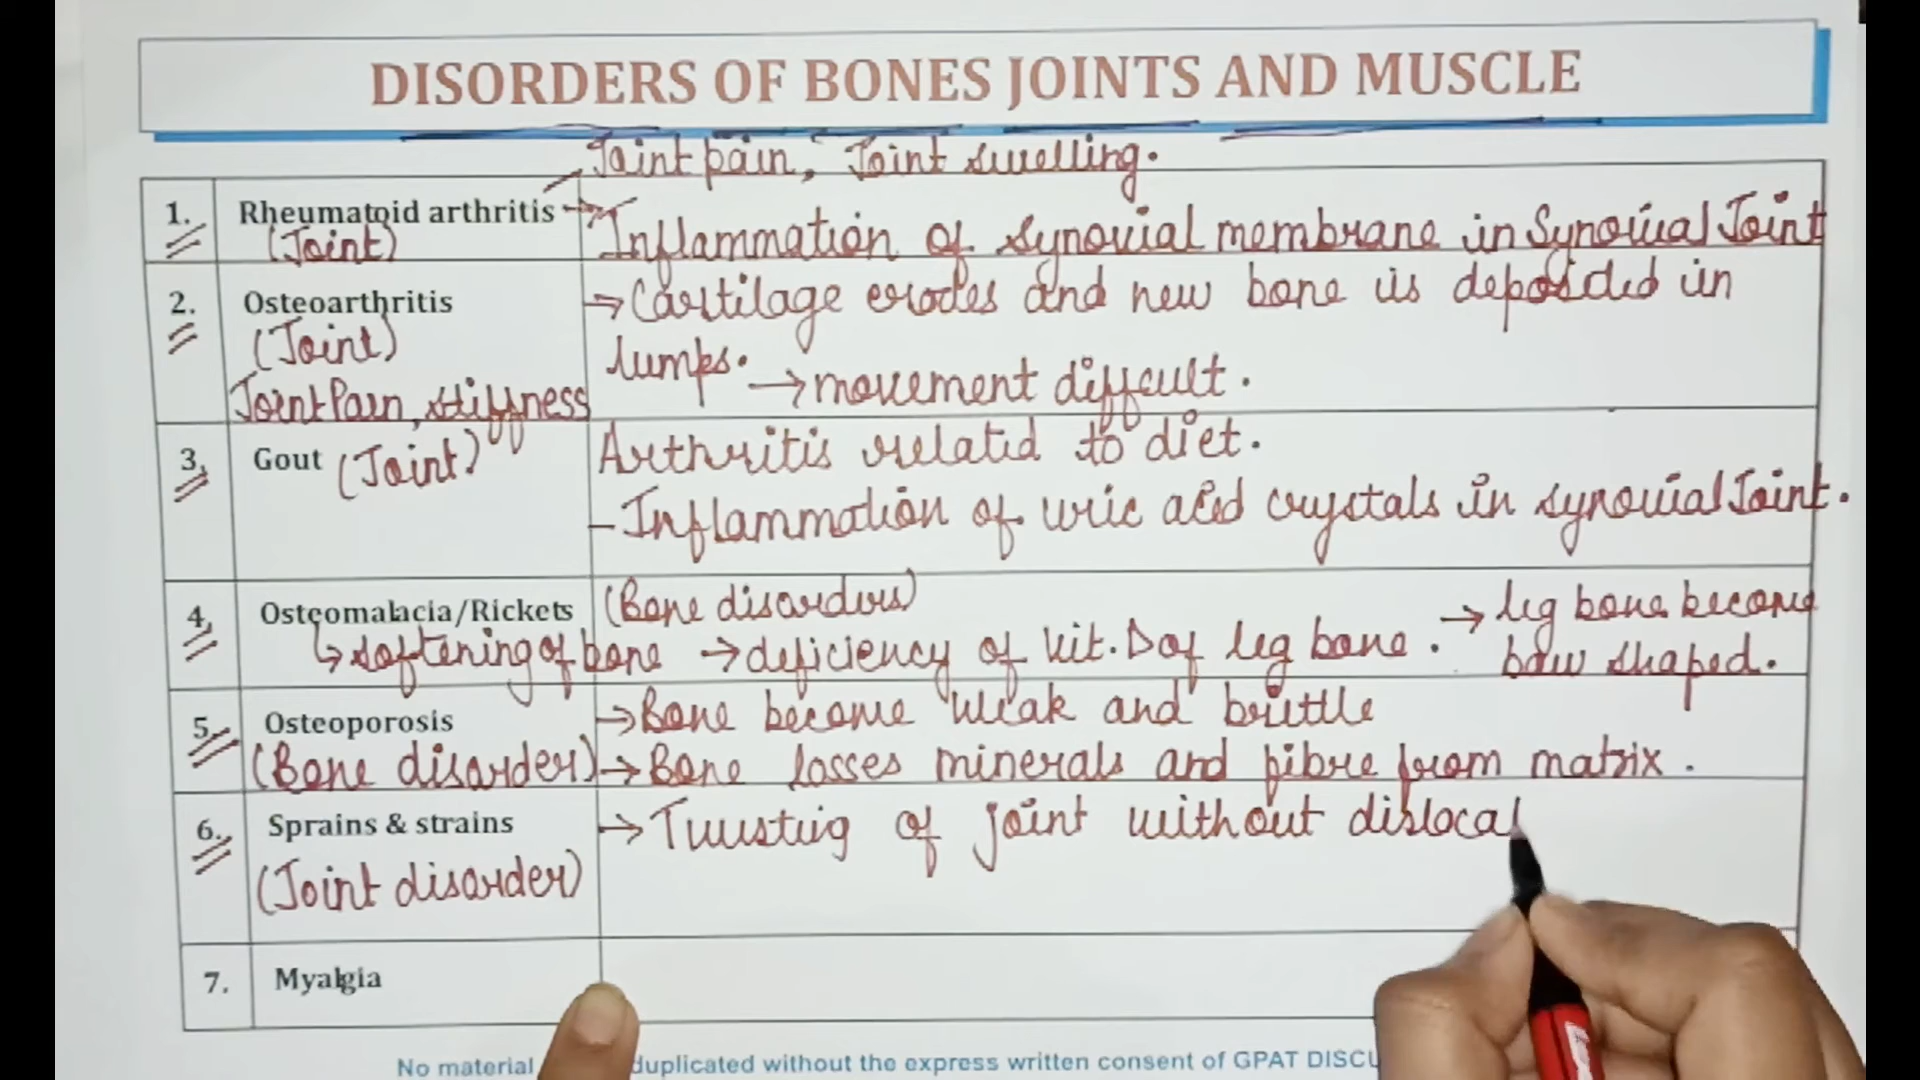 DISORDERS OF BONES JOINTS AND MUSCLE
Joint pain, Joint swelling.
1. Rheumatoid arthritis → Inflammation of synovial membrane in Synovial Joint
(Joint)
2. Osteoarthritis → Cartilage erodes and new bone is deposited in
(Joint) lumps. → movement difficult.
Joint Pain, stiffness
3, Gout (Joint) Arthritis related to diet.
- Inflammation of uric acid crystals in synovial Joint.
4, Osteomalacia/Rickets (Bone disorders) → leg bone become
↳ softening of bone → deficiency of Vit. D of leg bone. bow shaped.
5, Osteoporosis → Bone become weak and brittle
(Bone disorder) → Bone losses minerals and fibre from matrix.
6, Sprains & strains → Twusting of joint without disloca
(Joint disorder)
7. Myalgia
No material duplicated without the express written consent of GPAT DISCU